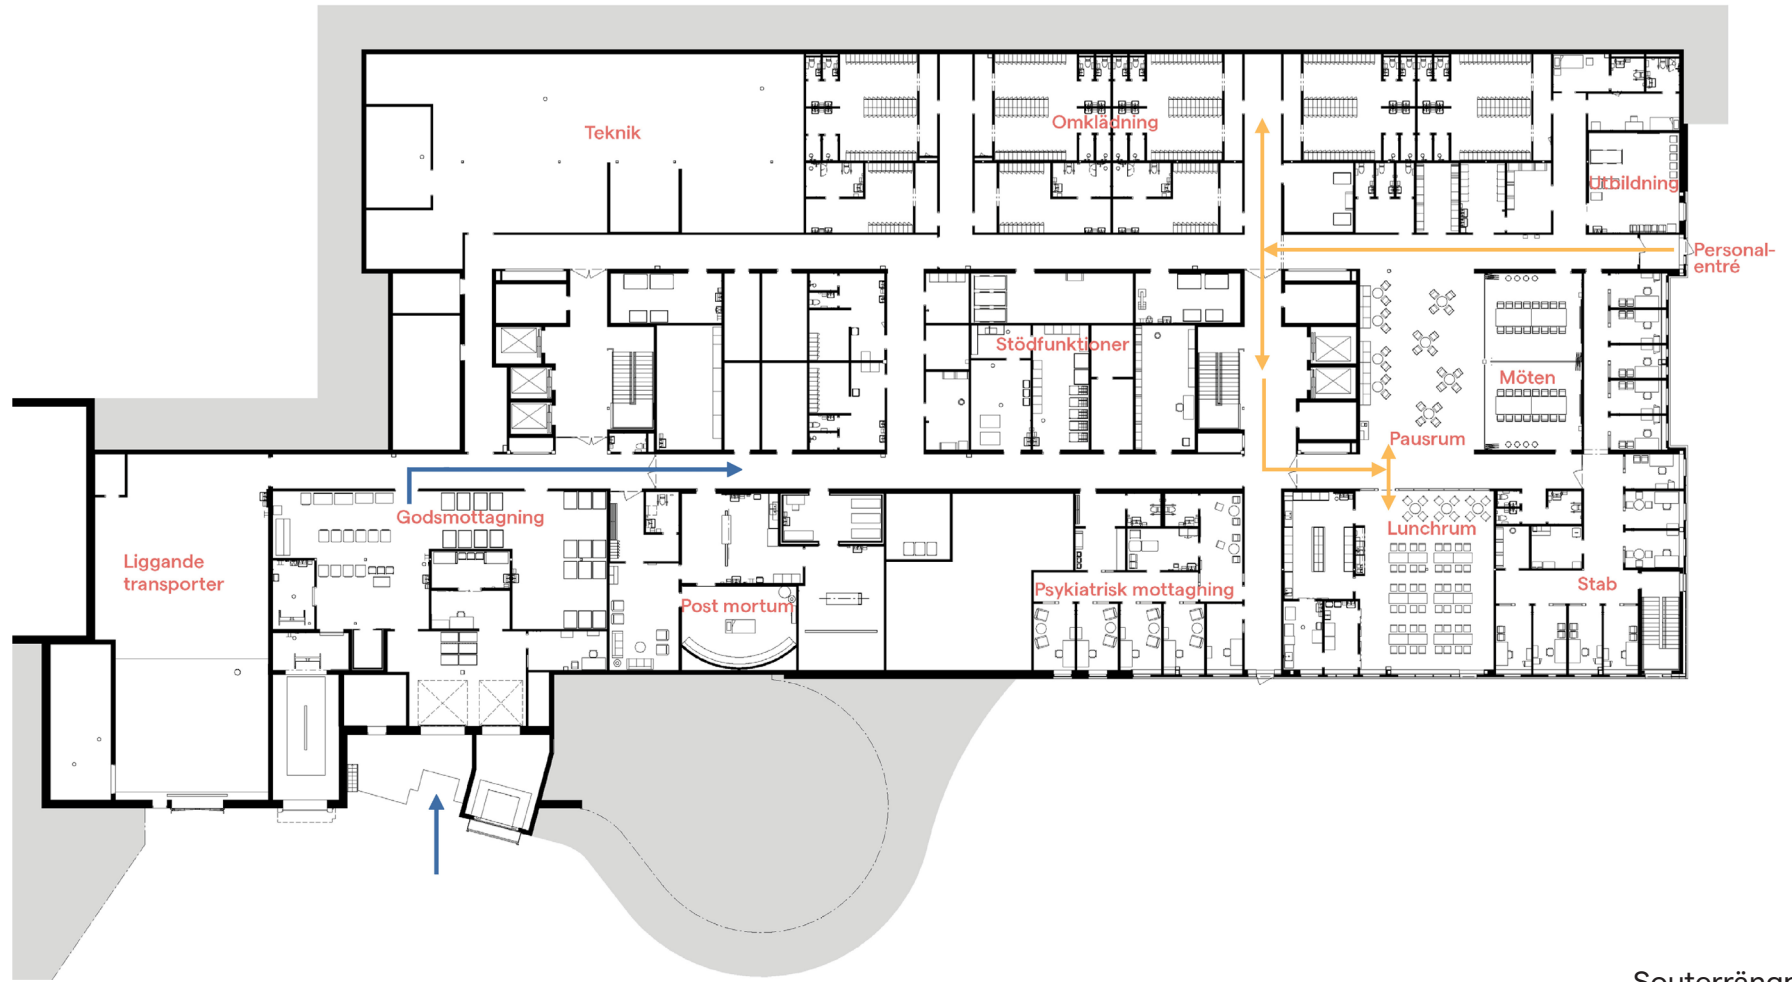 Teknik
Omklädning
Utbildning
Personal-
entré
Stödfunktioner
Möten
Pausrum
Godsmottagning
Lunchrum
Liggande
transporter
Psykiatrisk mottagning
Stab
Post mortum